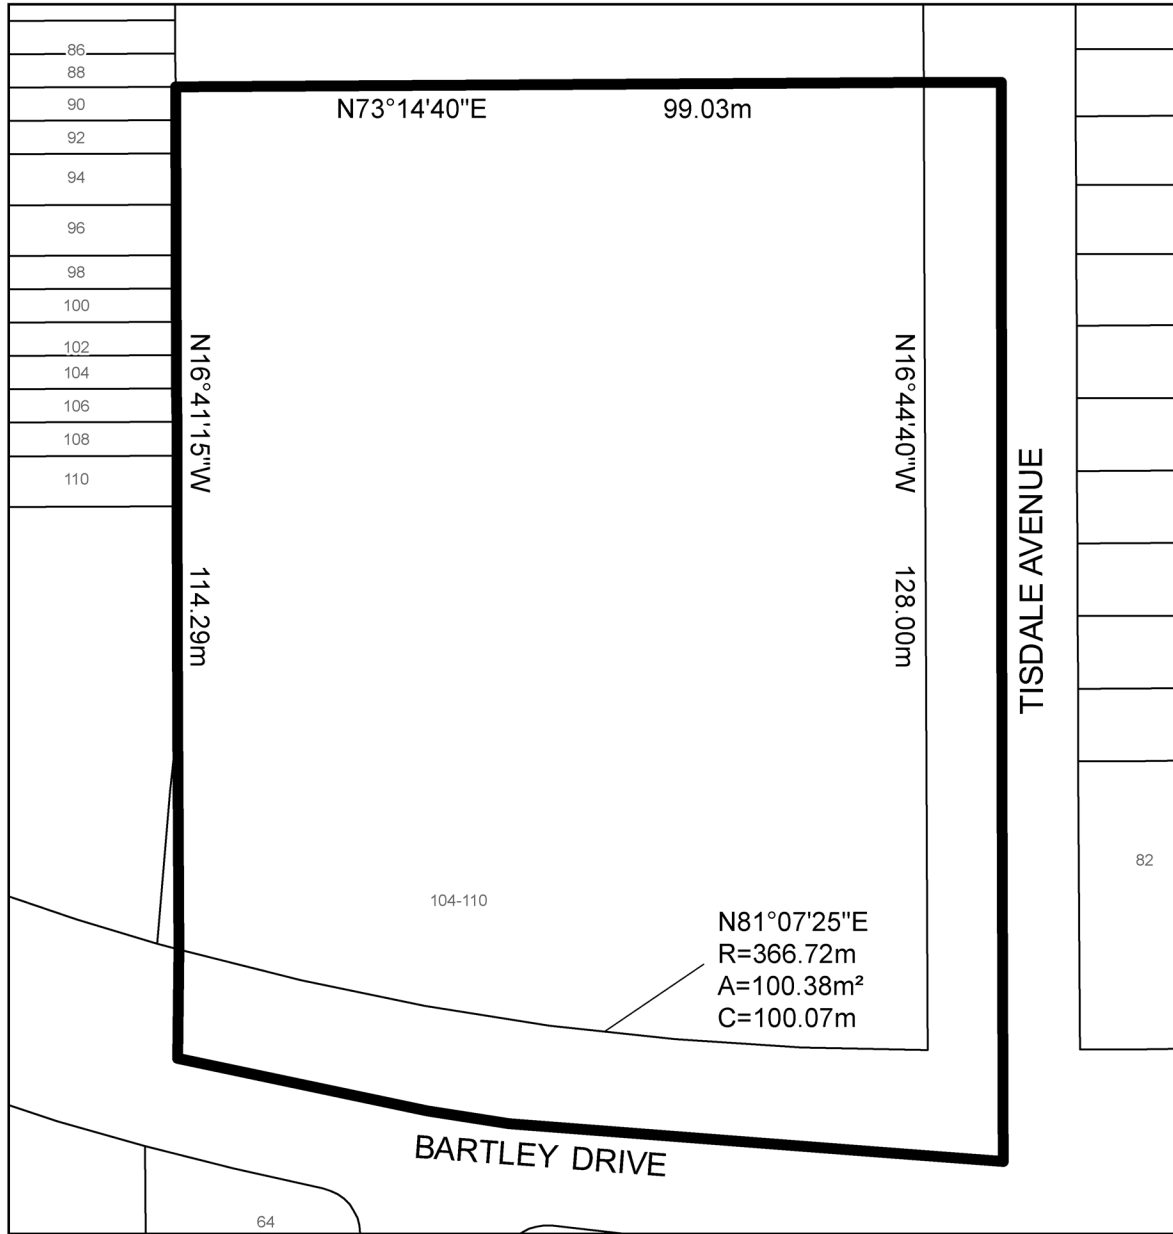 86
88
90
92
94
96
98
100
102
104
106
108
110
N73°14'40"E 99.03m
N16°41'15"W 114.29m
N16°44'40"W 128.00m
TISDALE AVENUE
82
104-110
N81°07'25"E
R=366.72m
A=100.38m²
C=100.07m
BARTLEY DRIVE
64